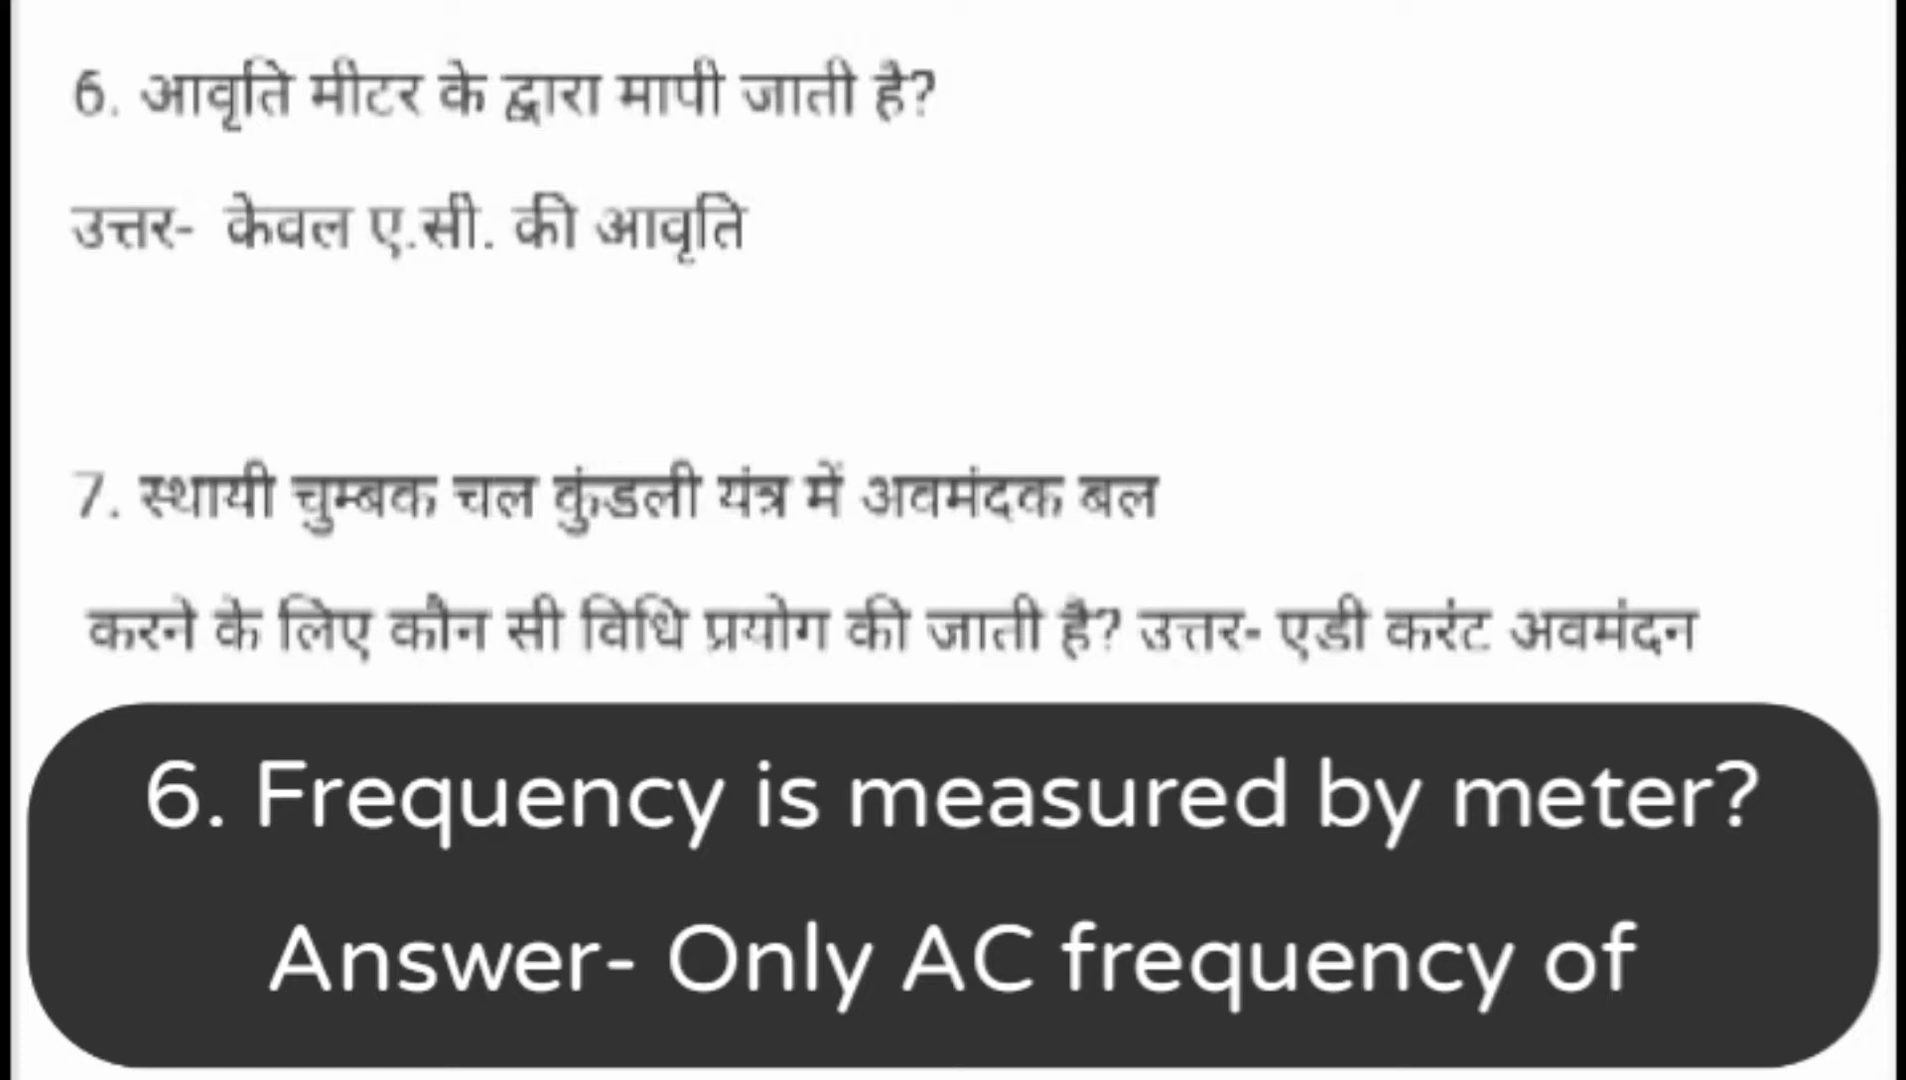 6. आवृति मीटर के द्वारा मापी जाती है?
उत्तर- केवल ए.सी. की आवृति
7. स्थायी चुम्बक चल कुंडली यंत्र में अवमंदक बल
करने के लिए कौन सी विधि प्रयोग की जाती है? उत्तर- एडी करंट अवमंदन
6. Frequency is measured by meter?
Answer- Only AC frequency of